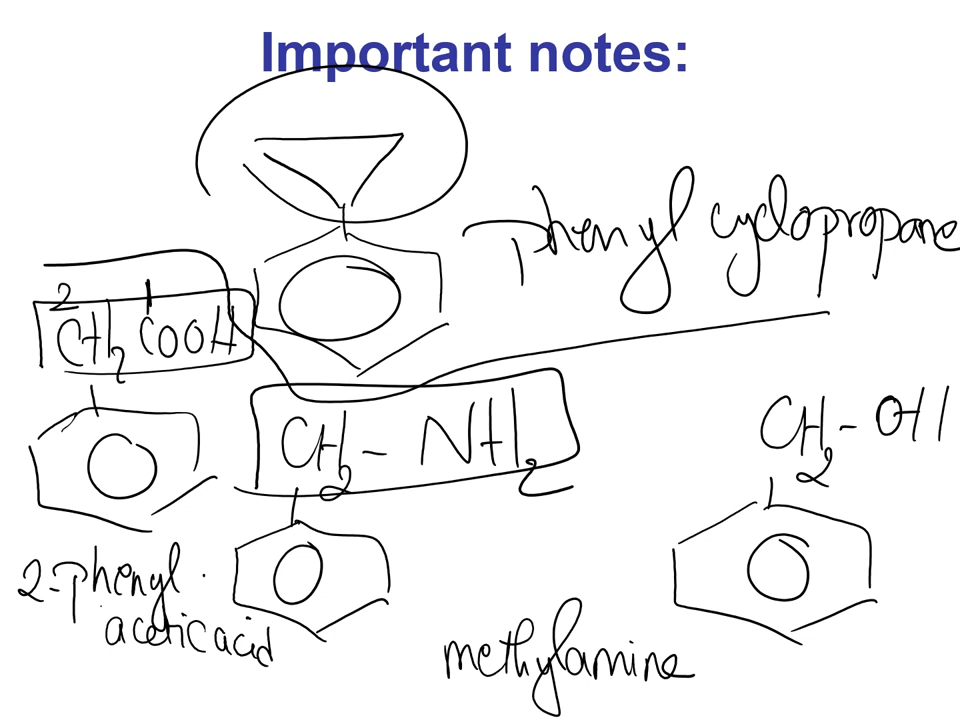 Important notes:
phenyl cyclopropane
2 1
CH2 COOH
CH2 - NH2
CH2 - OH
2-phenyl
acetic acid
methylamine